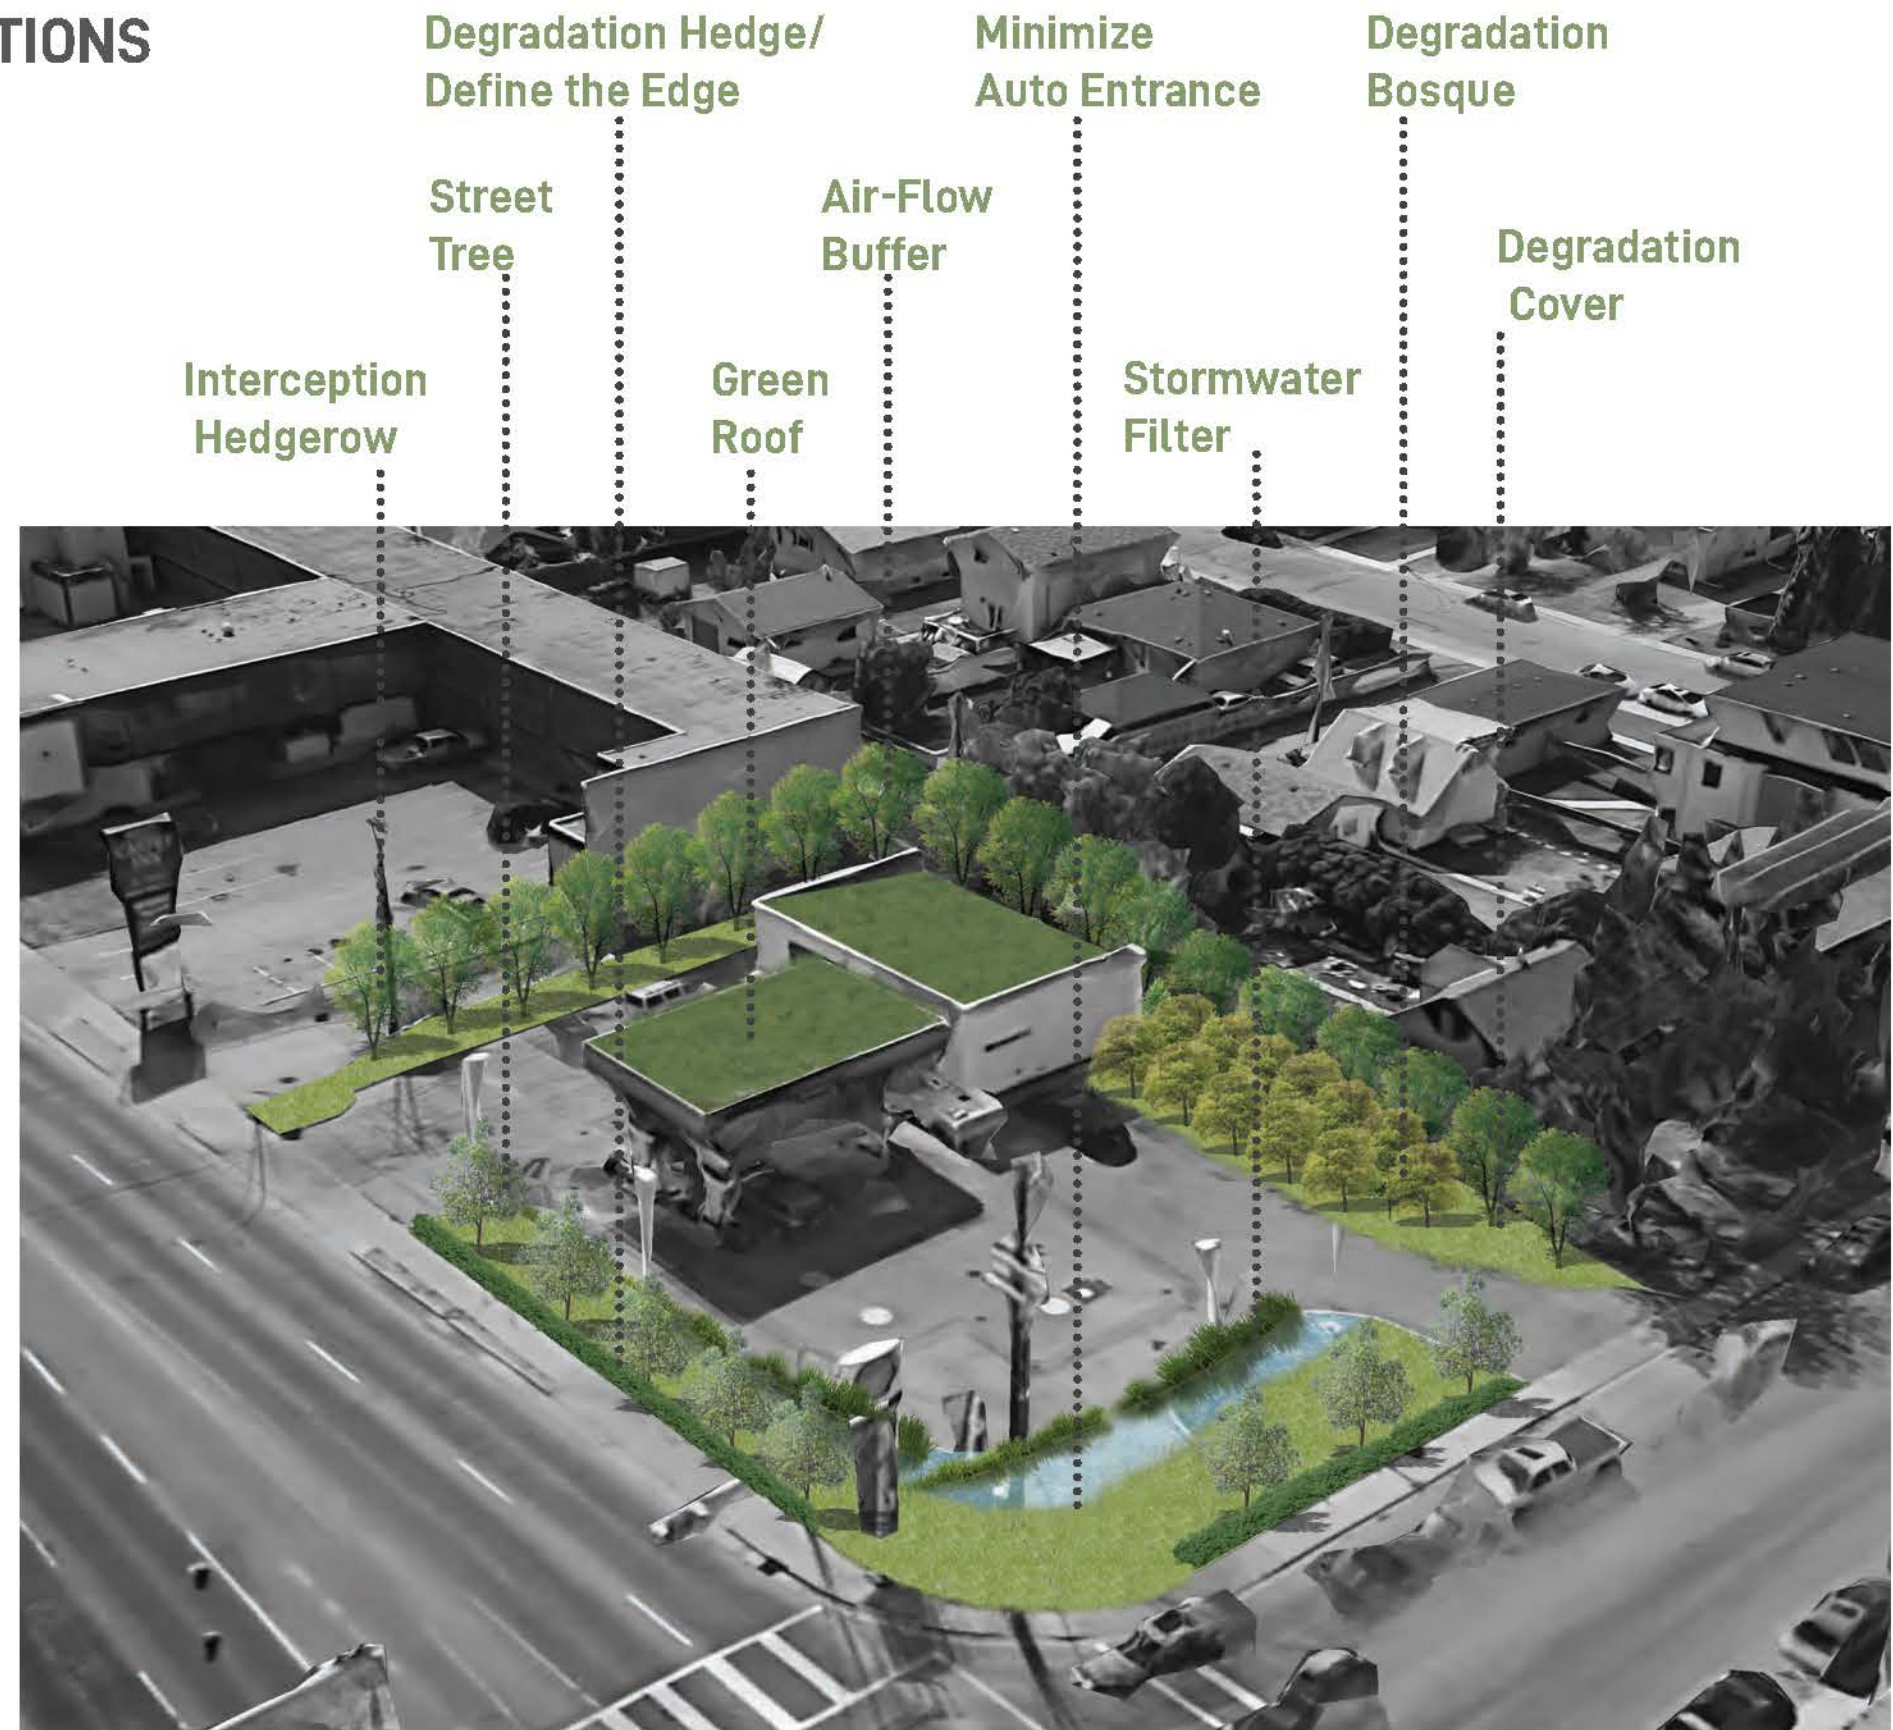 TIONS
Degradation Hedge/
Define the Edge
Minimize
Auto Entrance
Degradation
Bosque
Street
Tree
Air-Flow
Buffer
Degradation
Cover
Interception
Hedgerow
Green
Roof
Stormwater
Filter